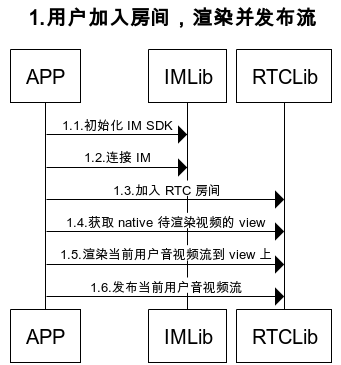 1.用户加入房间，渲染并发布流
APP
IMLib
RTCLib
1.1.初始化 IM SDK
1.2.连接 IM
1.3.加入 RTC 房间
1.4.获取 native 待渲染视频的 view
1.5.渲染当前用户音视频流到 view 上
1.6.发布当前用户音视频流
APP
IMLib
RTCLib